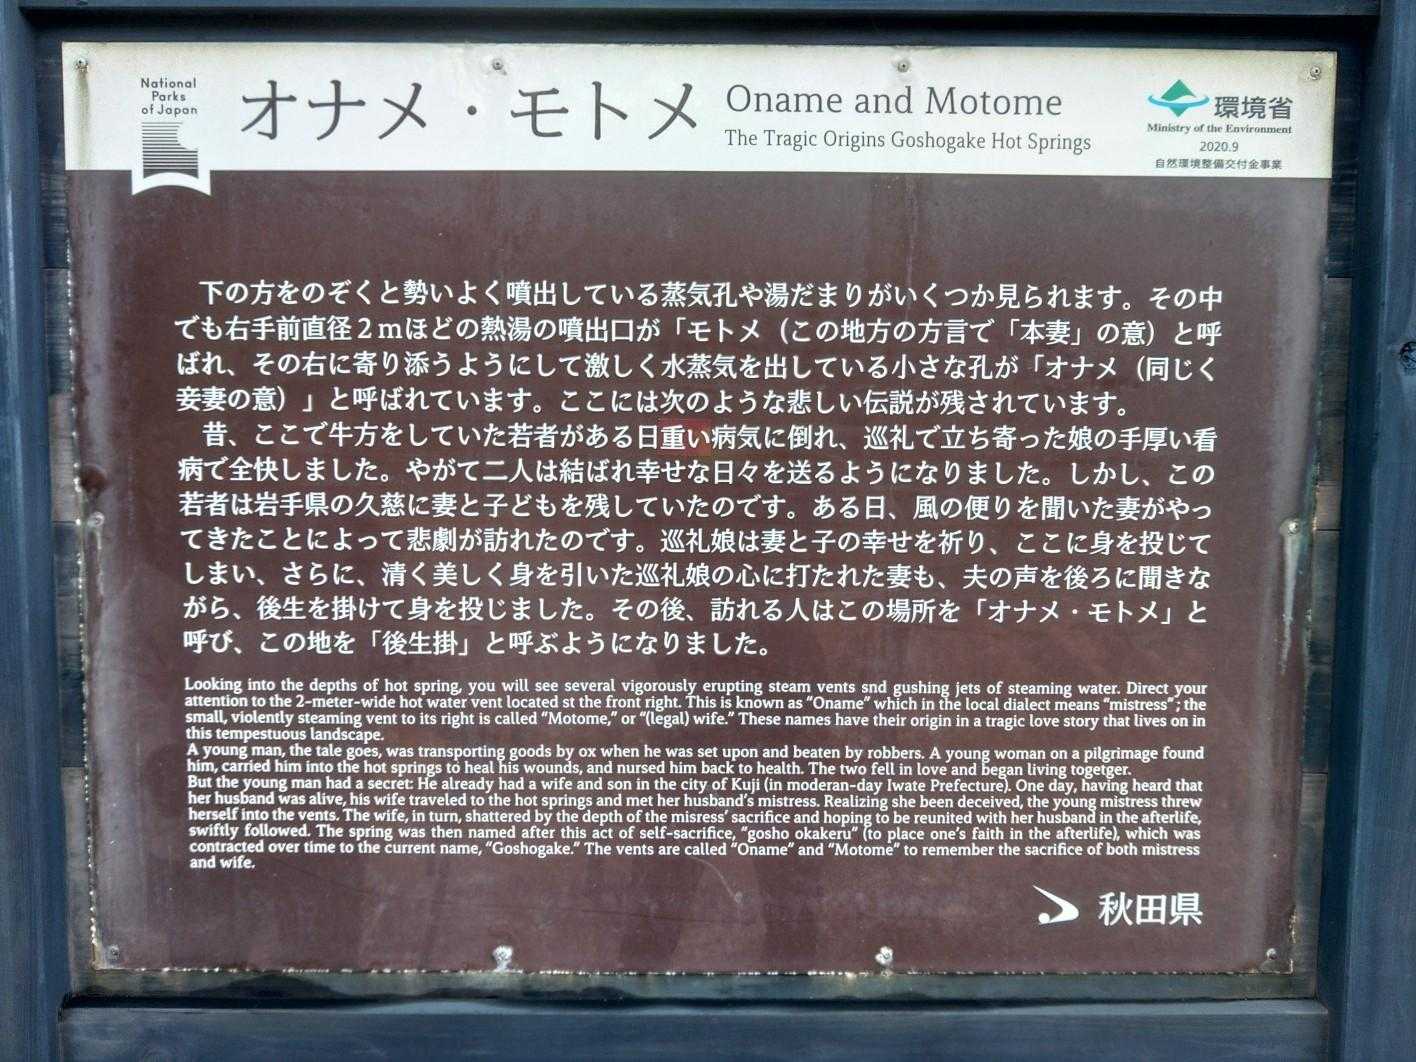 National
Parks
of Japan
オナメ・モトメ
Oname and Motome
The Tragic Origins Goshogake Hot Springs
環境省
Ministry of the Environment
2020.9
自然環境整備交付金事業
下の方をのぞくと勢いよく噴出している蒸気孔や湯だまりがいくつか見られます。その中
でも右手前直径２ｍほどの熱湯の噴出口が「モトメ（この地方の方言で「本妻」の意）と呼
ばれ、その右に寄り添うようにして激しく水蒸気を出している小さな孔が「オナメ（同じく
妾妻の意）」と呼ばれています。ここには次のような悲しい伝説が残されています。
昔、ここで牛方をしていた若者がある日重い病気に倒れ、巡礼で立ち寄った娘の手厚い看
病で全快しました。やがて二人は結ばれ幸せな日々を送るようになりました。しかし、この
若者は岩手県の久慈に妻と子どもを残していたのです。ある日、風の便りを聞いた妻がやっ
てきたことによって悲劇が訪れたのです。巡礼娘は妻と子の幸せを祈り、ここに身を投じて
しまい、さらに、清く美しく身を引いた巡礼娘の心に打たれた妻も、夫の声を後ろに聞きな
がら、後生を掛けて身を投じました。その後、訪れる人はこの場所を「オナメ・モトメ」と
呼び、この地を「後生掛」と呼ぶようになりました。
Looking into the depths of hot spring, you will see several vigorously erupting steam vents snd gushing jets of steaming water. Direct your
attention to the 2-meter-wide hot water vent located st the front right. This is known as "Oname" which in the local dialect means "mistress"; the
small, violently steaming vent to its right is called "Motome," or "(legal) wife." These names have their origin in a tragic love story that lives on in
this tempestuous landscape.
A young man, the tale goes, was transporting goods by ox when he was set upon and beaten by robbers. A young woman on a pilgrimage found
him, carried him into the hot springs to heal his wounds, and nursed him back to health. The two fell in love and began living togetger.
But the young man had a secret: He already had a wife and son in the city of Kuji (in moderan-day Iwate Prefecture). One day, having heard that
her husband was alive, his wife traveled to the hot springs and met her husband's mistress. Realizing she been deceived, the young mistress threw
herself into the vents. The wife, in turn, shattered by the depth of the misress' sacrifice and hoping to be reunited with her husband in the afterlife,
swiftly followed. The spring was then named after this act of self-sacrifice, "gosho okakeru" (to place one's faith in the afterlife), which was
contracted over time to the current name, "Goshogake." The vents are called "Oname" and "Motome" to remember the sacrifice of both mistress
and wife.
秋田県